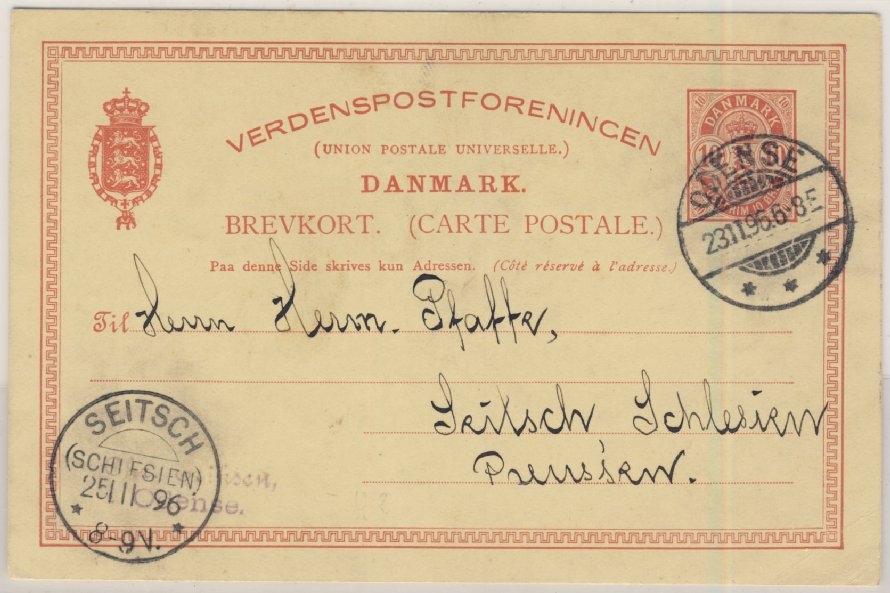 VERDENSPOSTFORENINGEN
(UNION POSTALE UNIVERSELLE.)
DANMARK.
BREVKORT. (CARTE POSTALE.)
Paa denne Side skrives kun Adressen. (Côté réservé à l'adresse.)
10 DANMARK 10
ODENSE
23.11.96.6-8E
Til Herrn Herm. Pfaffe,
Seitsch Schlesien
Preussen.
SEITSCH
(SCHLESIEN)
25 11 96
8-9V.
Odense.